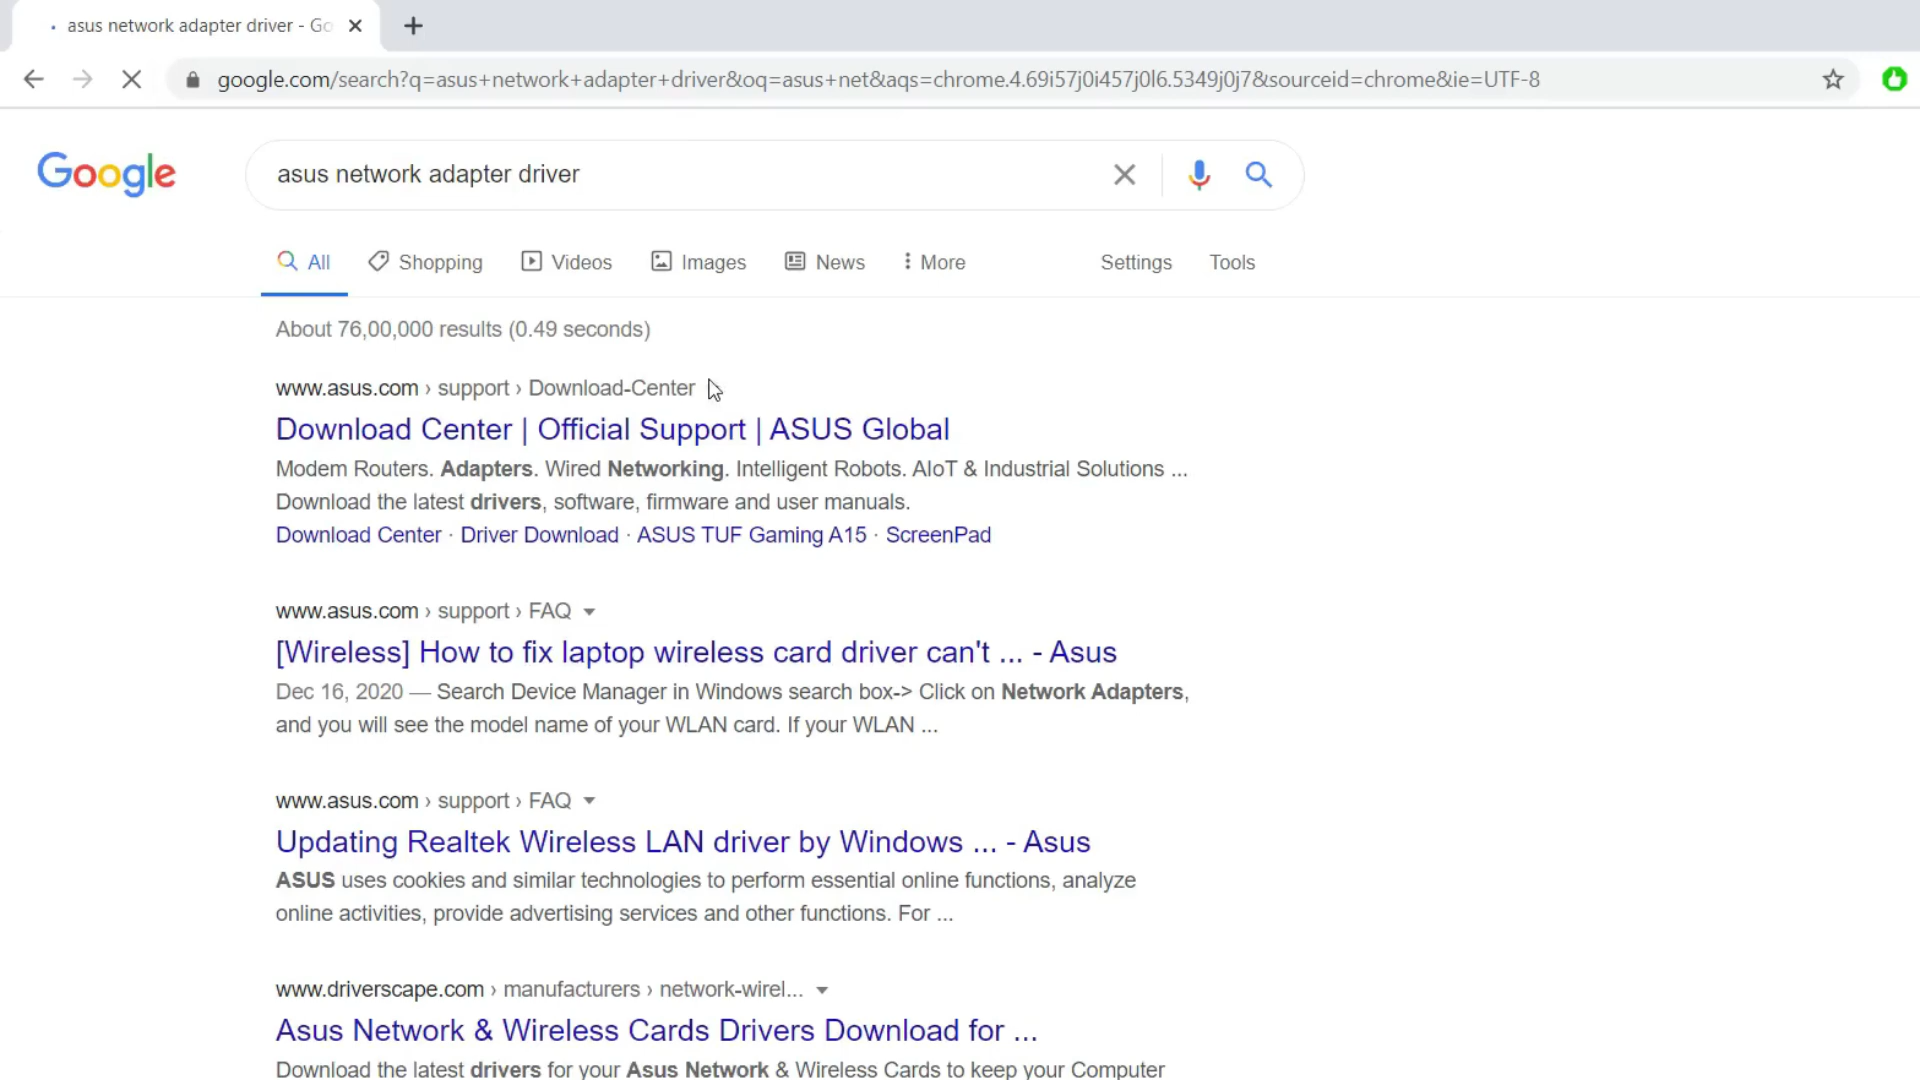 asus network adapter driver - Go
google.com/search?q=asus+network+adapter+driver&oq=asus+net&aqs=chrome.4.69i57j0i457j0l6.5349j0j7&sourceid=chrome&ie=UTF-8
Google
asus network adapter driver
All Shopping Videos Images News More Settings Tools
About 76,00,000 results (0.49 seconds)
www.asus.com › support › Download-Center
Download Center | Official Support | ASUS Global
Modem Routers. Adapters. Wired Networking. Intelligent Robots. AIoT & Industrial Solutions ...
Download the latest drivers, software, firmware and user manuals.
Download Center · Driver Download · ASUS TUF Gaming A15 · ScreenPad
www.asus.com › support › FAQ
[Wireless] How to fix laptop wireless card driver can't ... - Asus
Dec 16, 2020 — Search Device Manager in Windows search box-> Click on Network Adapters,
and you will see the model name of your WLAN card. If your WLAN ...
www.asus.com › support › FAQ
Updating Realtek Wireless LAN driver by Windows ... - Asus
ASUS uses cookies and similar technologies to perform essential online functions, analyze
online activities, provide advertising services and other functions. For ...
www.driverscape.com › manufacturers › network-wirel...
Asus Network & Wireless Cards Drivers Download for ...
Download the latest drivers for your Asus Network & Wireless Cards to keep your Computer